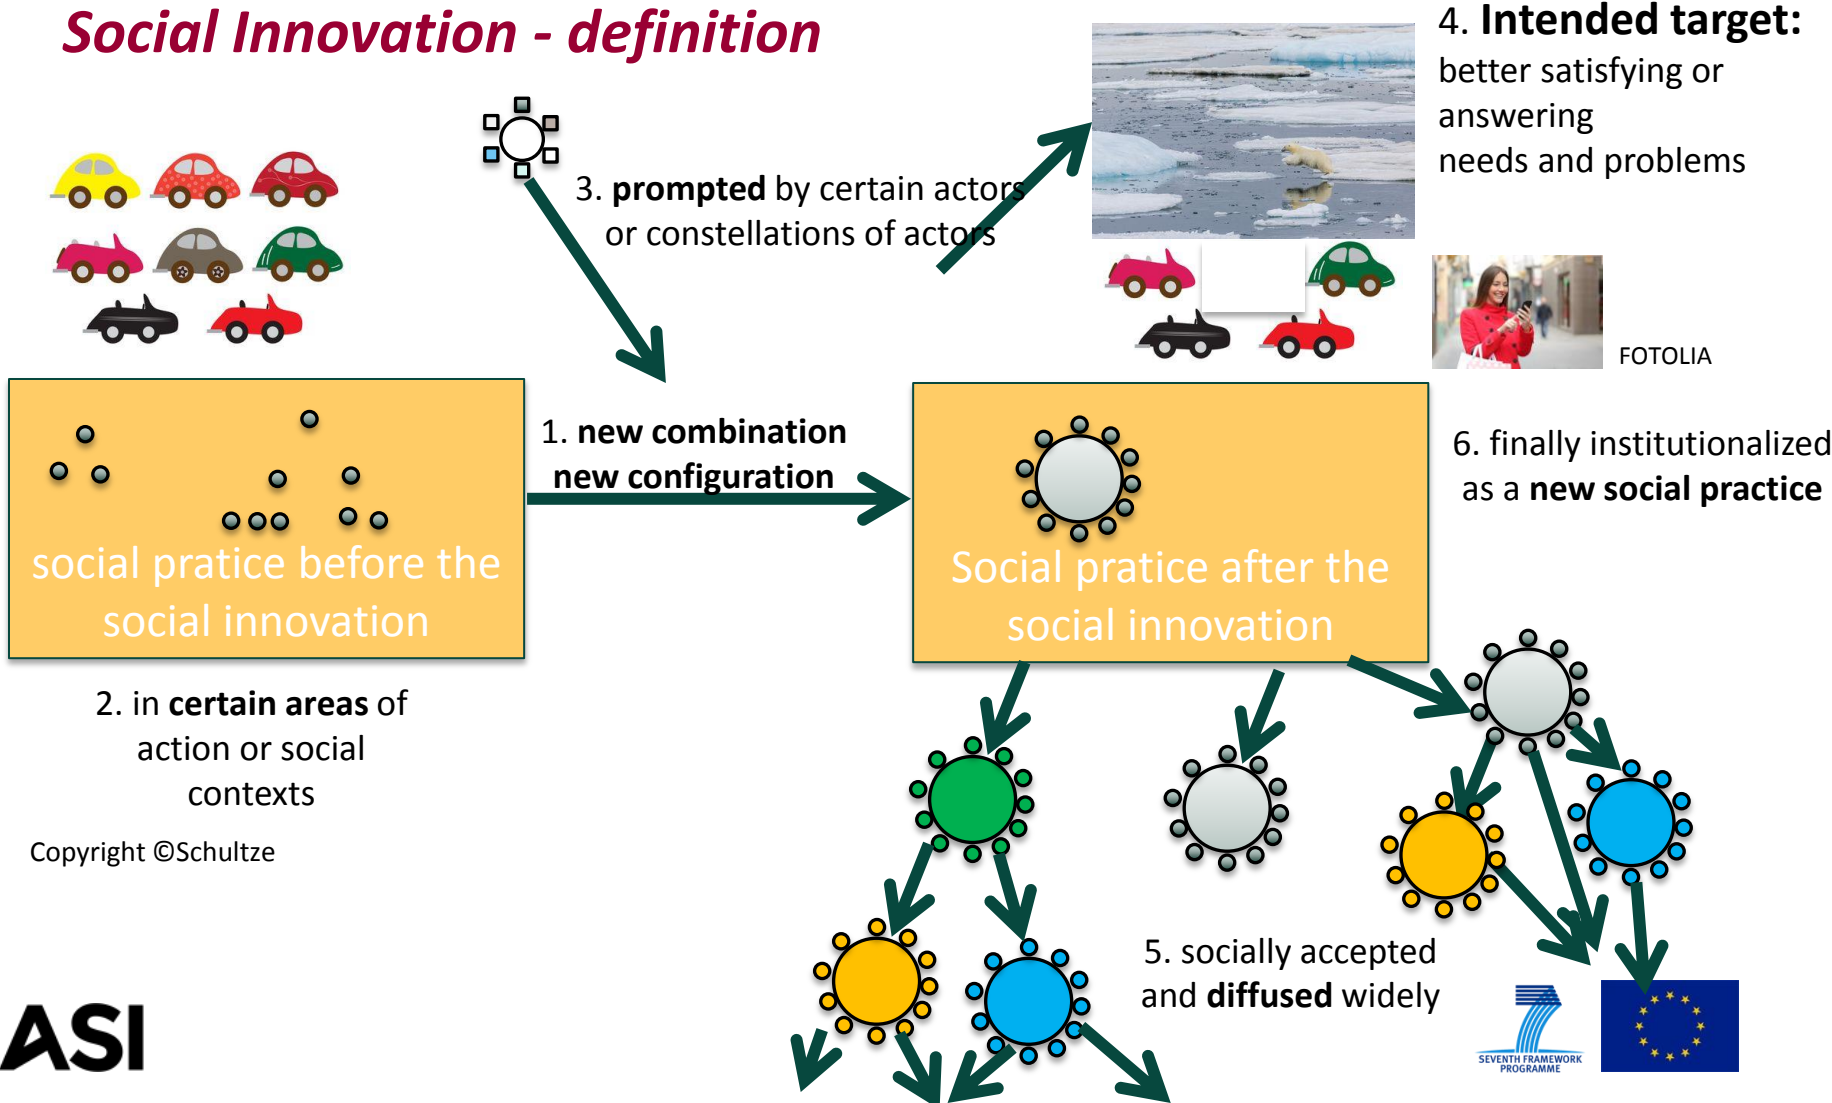 Social Innovation - definition
4. Intended target:
better satisfying or
answering
needs and problems
3. prompted by certain actors
or constellations of actors
FOTOLIA
1. new combination
new configuration
6. finally institutionalized
as a new social practice
social pratice before the
social innovation
Social pratice after the
social innovation
2. in certain areas of
action or social
contexts
Copyright ©Schultze
5. socially accepted
and diffused widely
ASI
7
SEVENTH FRAMEWORK
PROGRAMME